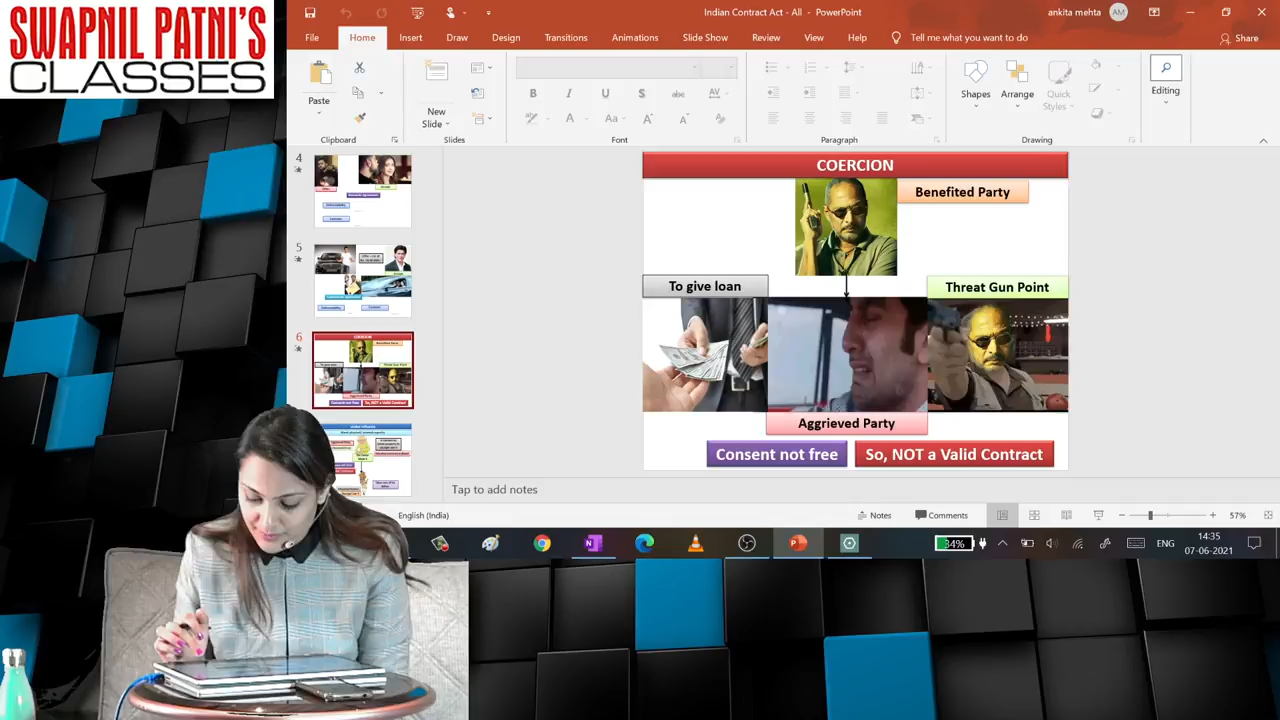 SWAPNIL PATNI'S
CLASSES
Indian Contract Act - All - PowerPoint
ankita mehta
AM
File
Home
Insert
Draw
Design
Transitions
Animations
Slide Show
Review
View
Help
Tell me what you want to do
Share
Paste
New
Slide
Shapes
Arrange
Quick
Styles
Editing
Clipboard
Slides
Font
Paragraph
Drawing
4
5
6
COERCION
Benefited Party
To give loan
Threat Gun Point
Aggrieved Party
Consent not free
So, NOT a Valid Contract
Tap to add notes
English (India)
Notes
Comments
57%
34%
ENG
14:35
07-06-2021